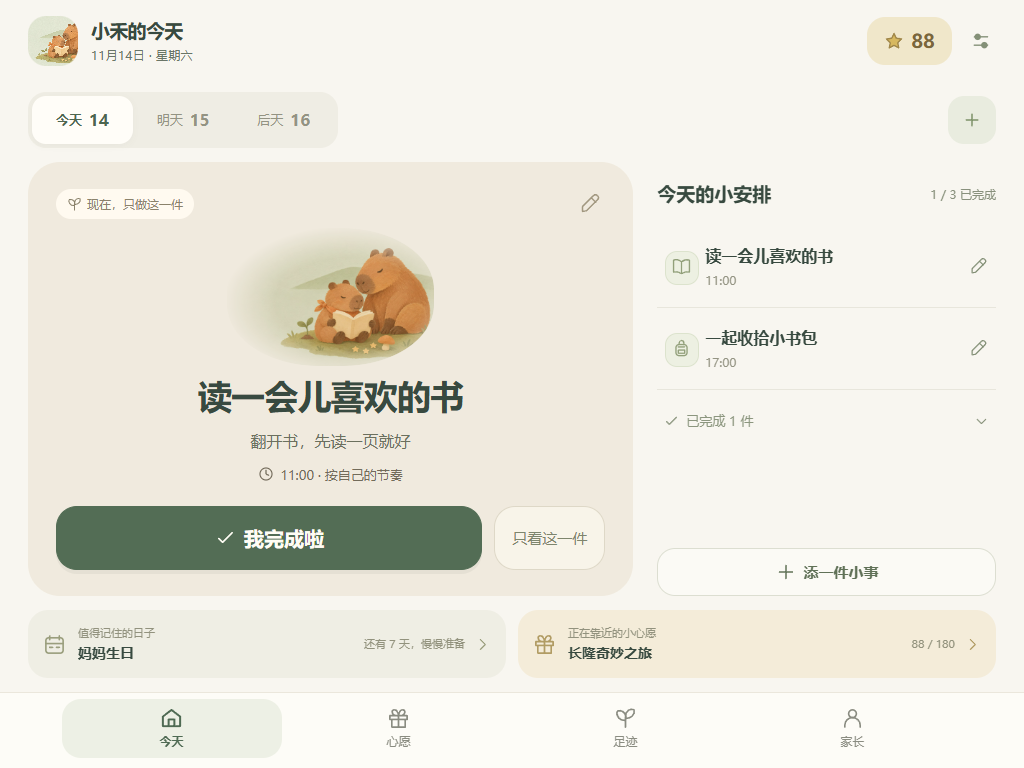 小禾的今天
11月14日 · 星期六
88
今天 14
明天 15
后天 16
现在，只做这一件
读一会儿喜欢的书
翻开书，先读一页就好
11:00 · 按自己的节奏
我完成啦
只看这一件
今天的小安排
1 / 3 已完成
读一会儿喜欢的书
11:00
一起收拾小书包
17:00
已完成 1 件
添一件小事
值得记住的日子
妈妈生日
还有 7 天，慢慢准备
正在靠近的小心愿
长隆奇妙之旅
88 / 180
今天
心愿
足迹
家长